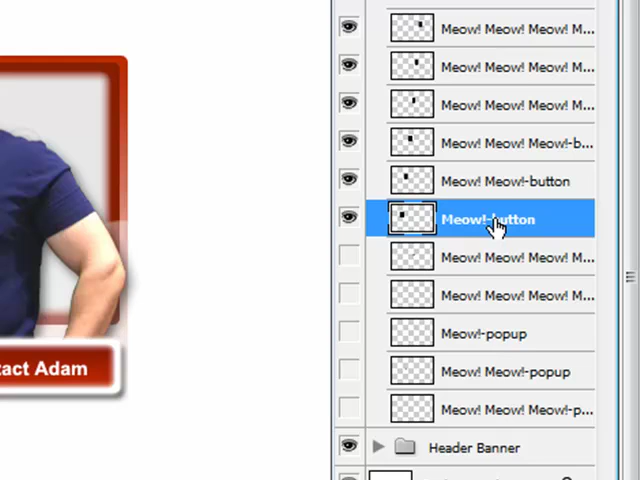 Meow! Meow! Meow! M...
Meow! Meow! Meow! M...
Meow! Meow! Meow! M...
Meow! Meow! Meow!-b...
Meow! Meow!-button
Meow!-button
Meow! Meow! Meow! M...
Meow! Meow! Meow! M...
Meow!-popup
Meow! Meow!-popup
Meow! Meow! Meow!-p...
Header Banner
tact Adam